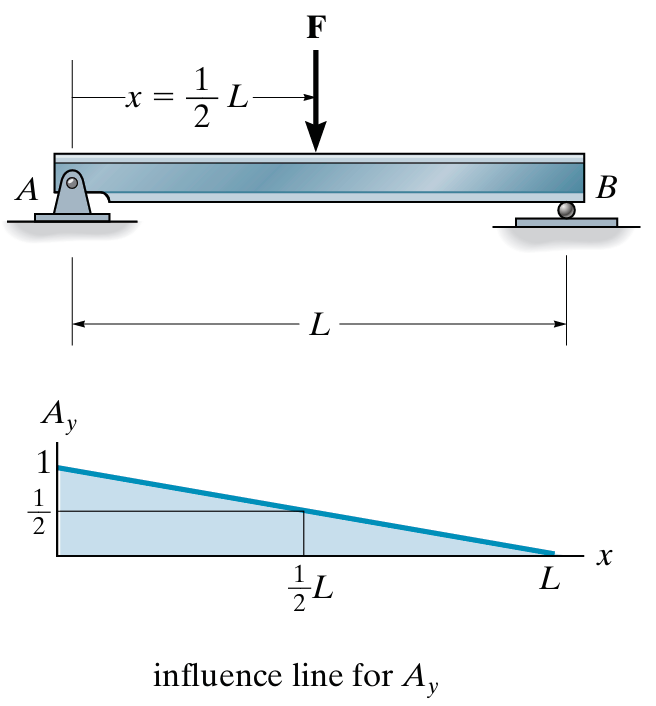 F
x = 1/2 L
A
B
L
A_y
1
1/2
1/2 L
L
x
influence line for A_y